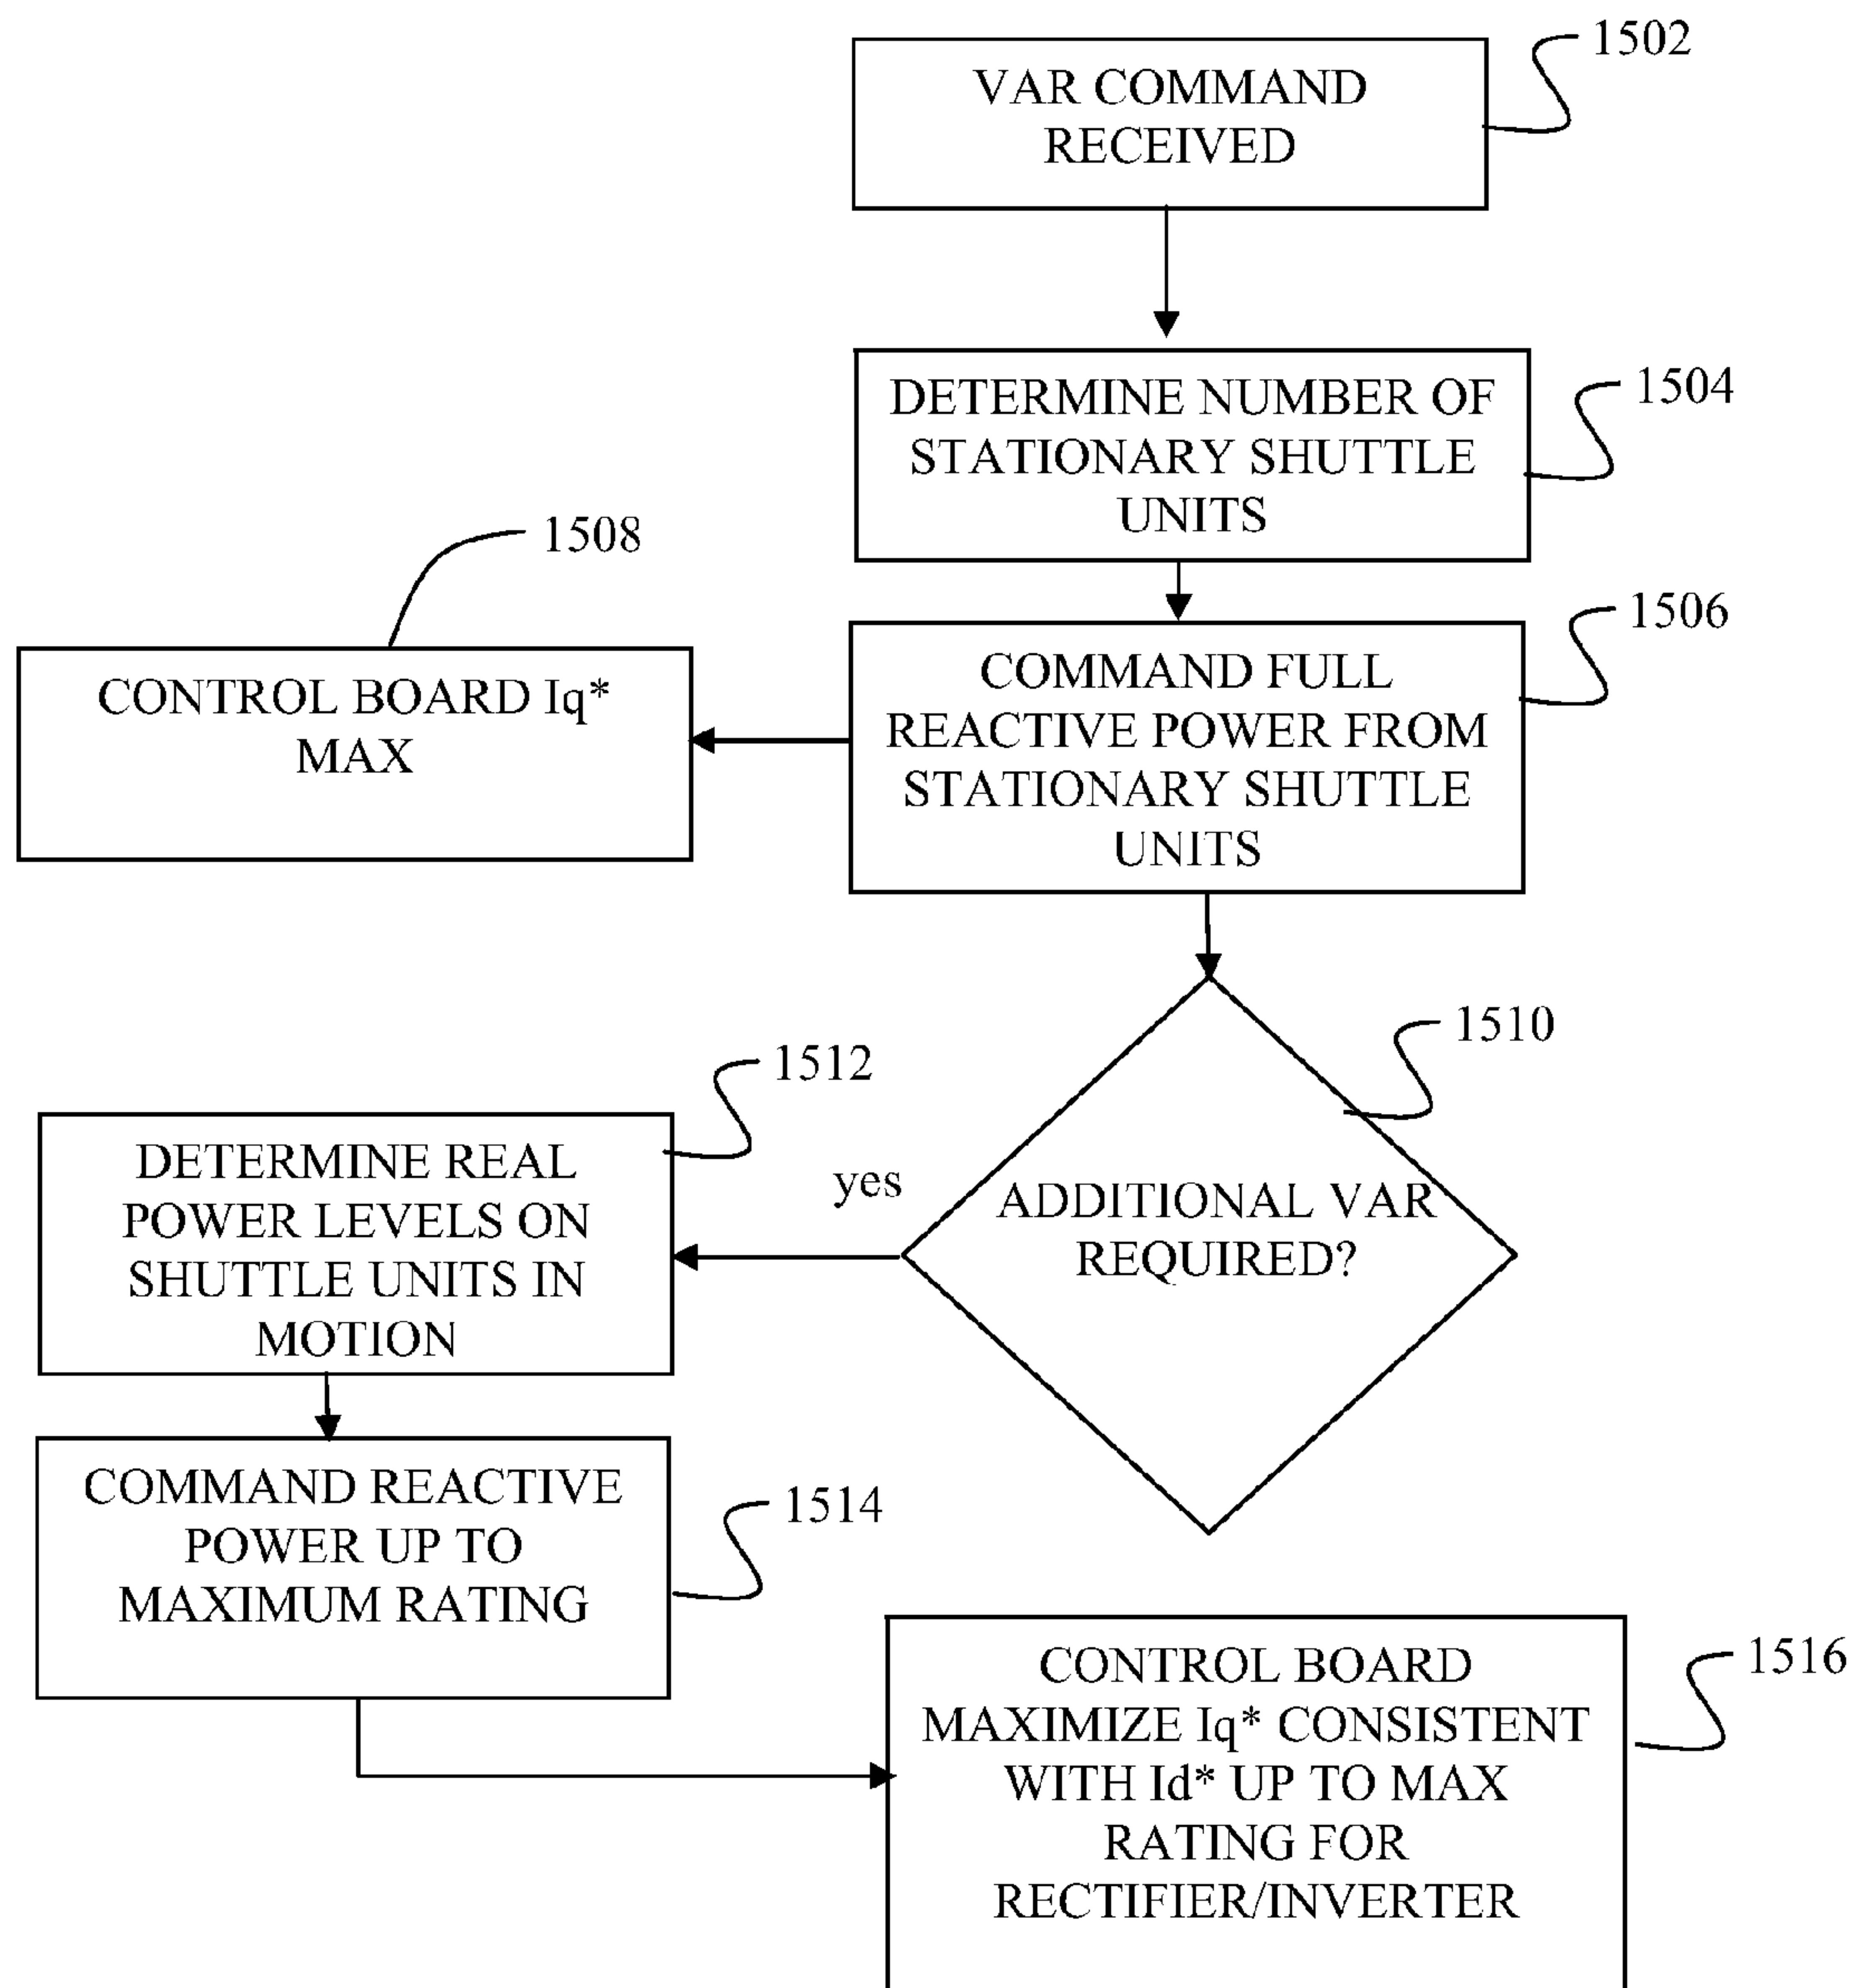 1502
VAR COMMAND
RECEIVED
1504
DETERMINE NUMBER OF
STATIONARY SHUTTLE
UNITS
1506
COMMAND FULL
REACTIVE POWER FROM
STATIONARY SHUTTLE
UNITS
1508
CONTROL BOARD Iq*
MAX
1510
ADDITIONAL VAR
REQUIRED?
yes
1512
DETERMINE REAL
POWER LEVELS ON
SHUTTLE UNITS IN
MOTION
1514
COMMAND REACTIVE
POWER UP TO
MAXIMUM RATING
1516
CONTROL BOARD
MAXIMIZE Iq* CONSISTENT
WITH Id* UP TO MAX
RATING FOR
RECTIFIER/INVERTER